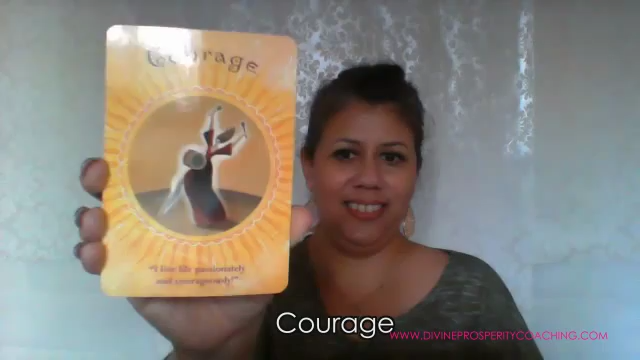 Courage
"I live life passionately
and courageously!"
Courage
WWW.DIVINEPROSPERITYCOACHING.COM